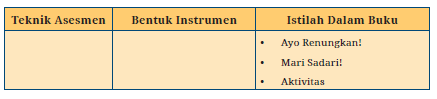 Teknik Asesmen Bentuk Instrumen Istilah Dalam Buku
• Ayo Renungkan!
• Mari Sadari!
• Aktivitas